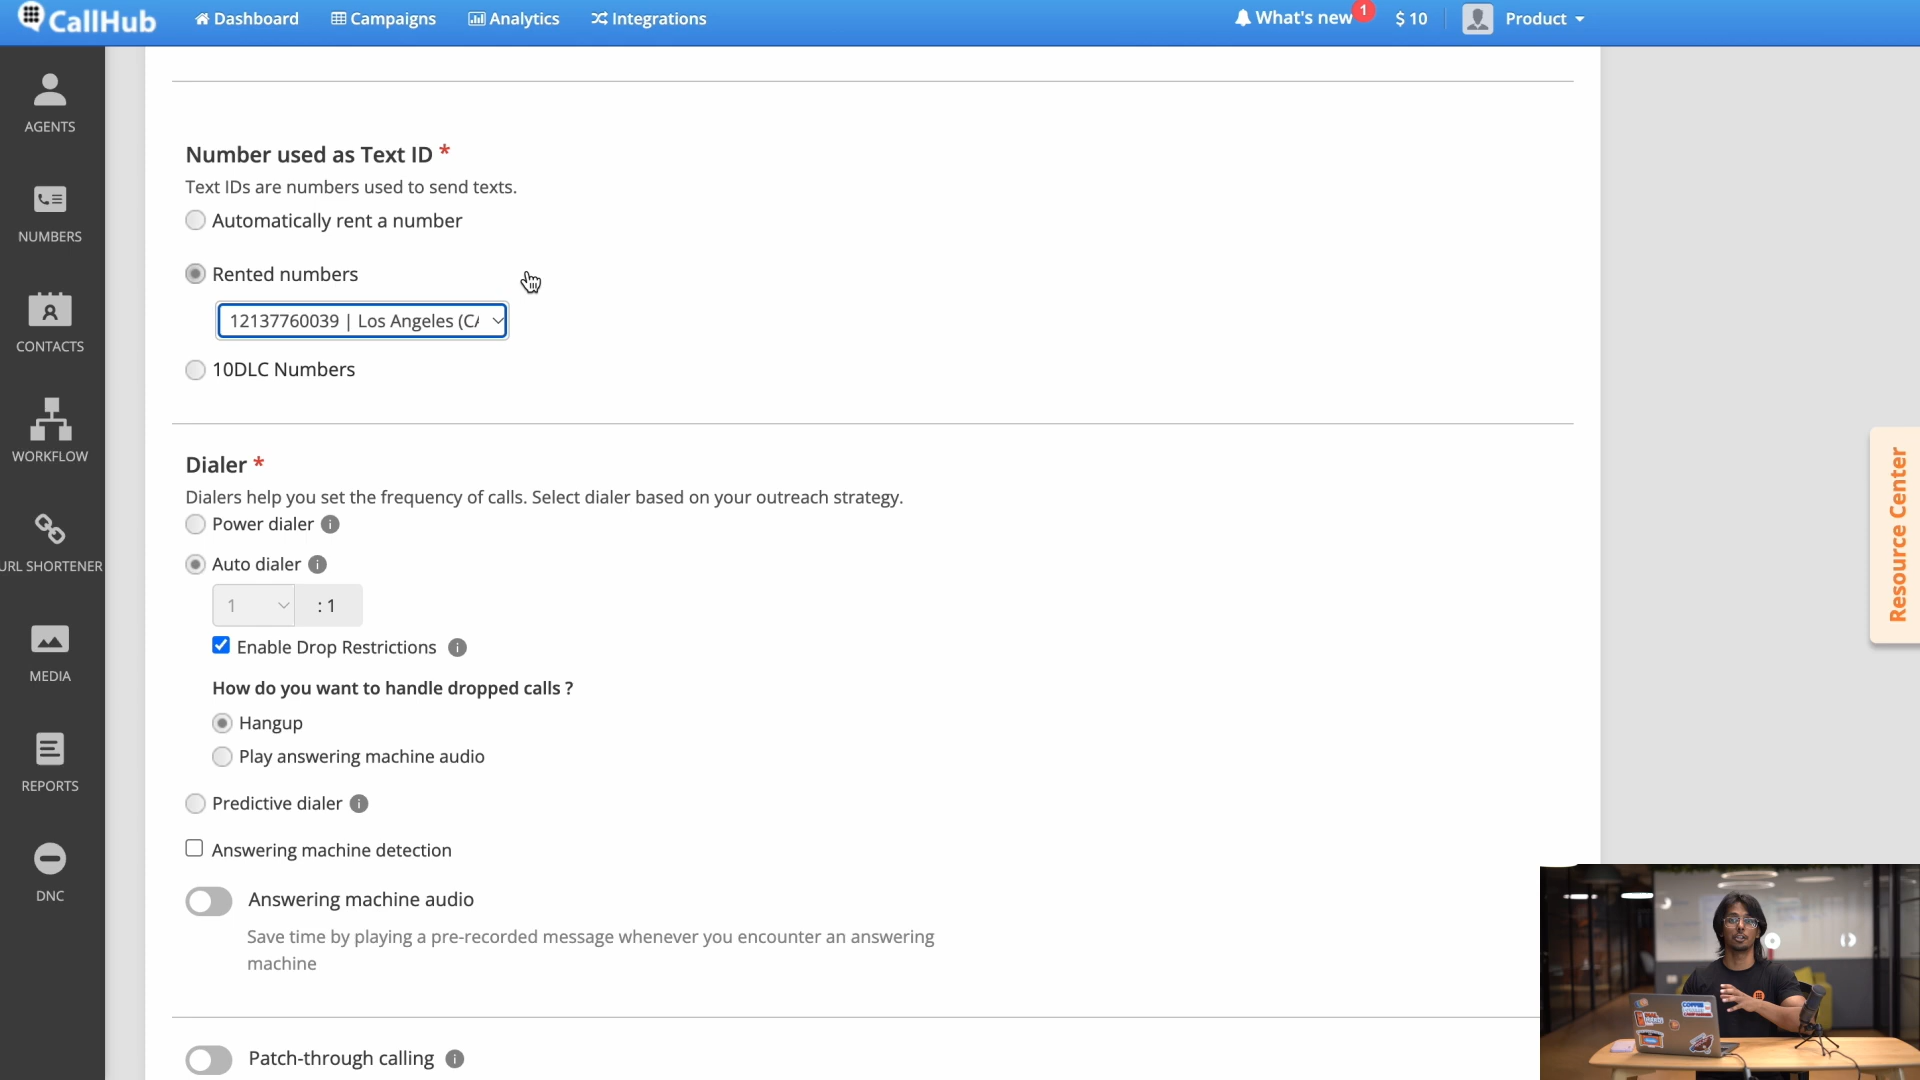 CallHub
Dashboard
Campaigns
Analytics
Integrations
What's new
1
$ 10
Product
AGENTS
NUMBERS
CONTACTS
WORKFLOW
URL SHORTENER
MEDIA
REPORTS
DNC
Number used as Text ID *
Text IDs are numbers used to send texts.
Automatically rent a number
Rented numbers
12137760039 | Los Angeles (CA
10DLC Numbers
Dialer *
Dialers help you set the frequency of calls. Select dialer based on your outreach strategy.
Power dialer i
Auto dialer i
1 : 1
Enable Drop Restrictions i
How do you want to handle dropped calls ?
Hangup
Play answering machine audio
Predictive dialer i
Answering machine detection
Answering machine audio
Save time by playing a pre-recorded message whenever you encounter an answering
machine
Patch-through calling i
Resource Center